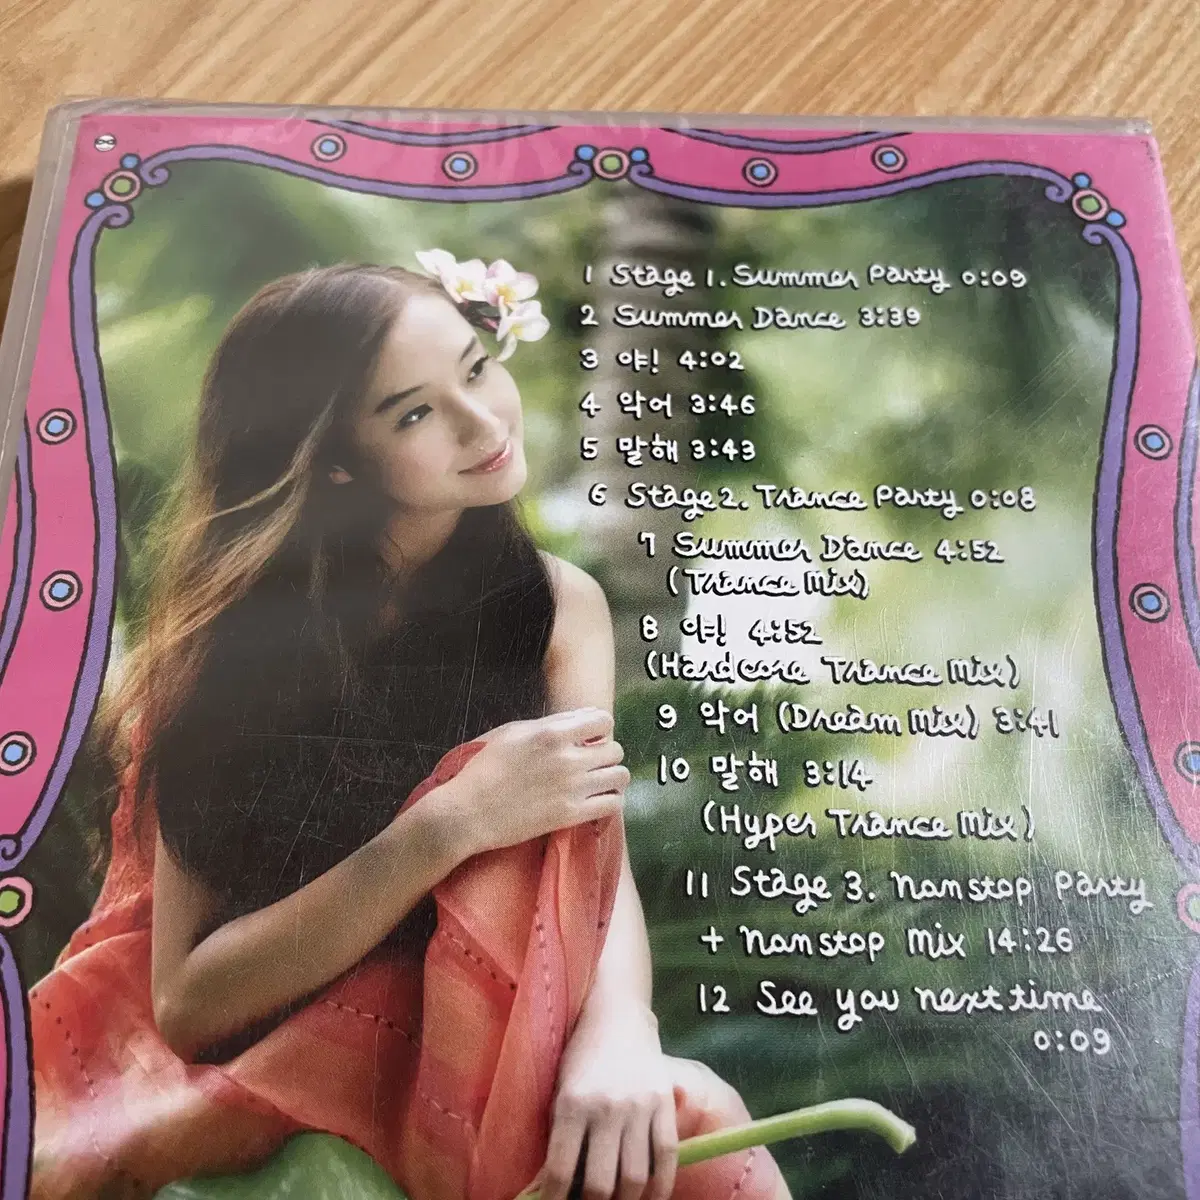 1 Stage 1. Summer Party 0:09
2 Summer Dance 3:39
3 야! 4:02
4 악어 3:46
5 말해 3:43
6 Stage 2. Trance Party 0:08
7 Summer Dance 4:52
(Trance Mix)
8 야! 4:52
(Hardcore Trance Mix)
9 악어 (Dream Mix) 3:41
10 말해 3:14
(Hyper Trance Mix)
11 Stage 3. Nonstop Party
+ Nonstop Mix 14:26
12 See you next time
0:09